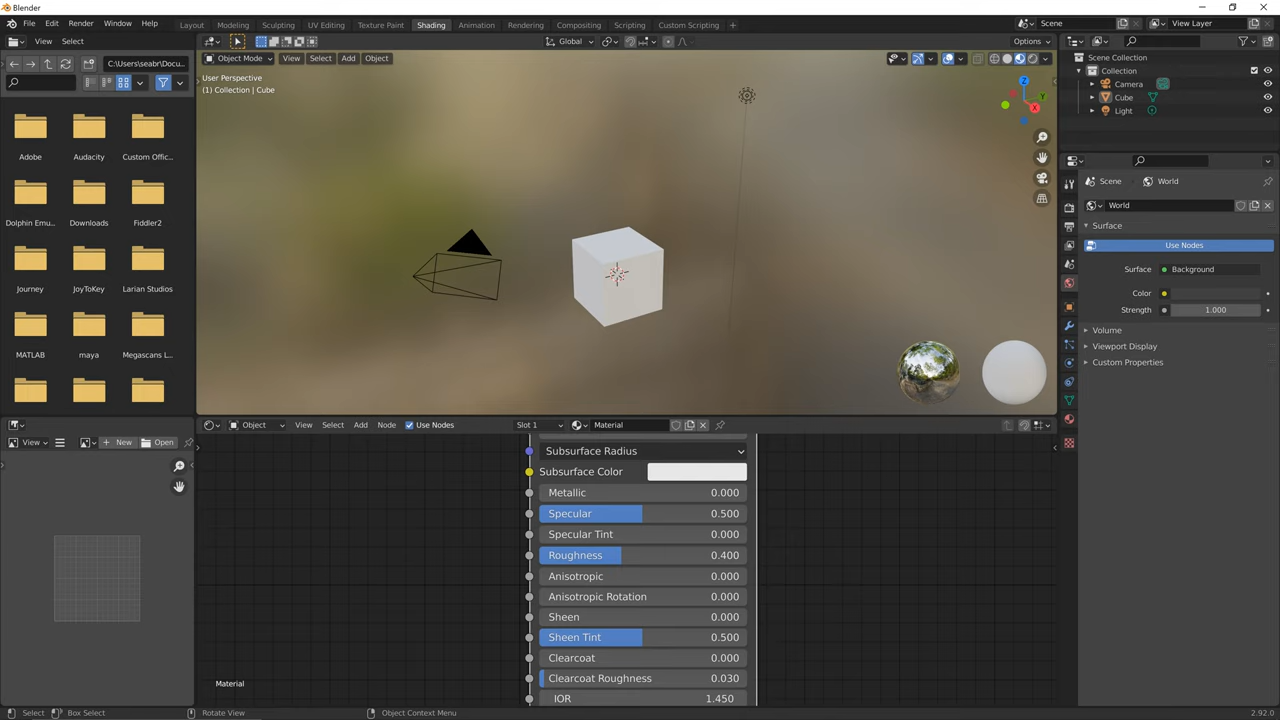 Blender
File Edit Render Window Help Layout Modeling Sculpting UV Editing Texture Paint Shading Animation Rendering Compositing Scripting Custom Scripting + Scene View Layer
View Select Global Options
C:\Users\seabr\Docu... Object Mode View Select Add Object
User Perspective
(1) Collection | Cube
Scene Collection
Collection
Camera
Cube
Light
Adobe Audacity Custom Offic...
Dolphin Emu... Downloads Fiddler2
Journey JoyToKey Larian Studios
MATLAB maya Megascans L...
X
Y
Z
Scene World
World
Surface
Use Nodes
Surface: Background
Color
Strength 1.000
Volume
Viewport Display
Custom Properties
Object View Select Add Node Use Nodes Slot 1 Material
View New Open
Subsurface Radius
Subsurface Color
Metallic 0.000
Specular 0.500
Specular Tint 0.000
Roughness 0.400
Anisotropic 0.000
Anisotropic Rotation 0.000
Sheen 0.000
Sheen Tint 0.500
Clearcoat 0.000
Clearcoat Roughness 0.030
IOR 1.450
Material
Select Box Select Rotate View Object Context Menu 2.92.0